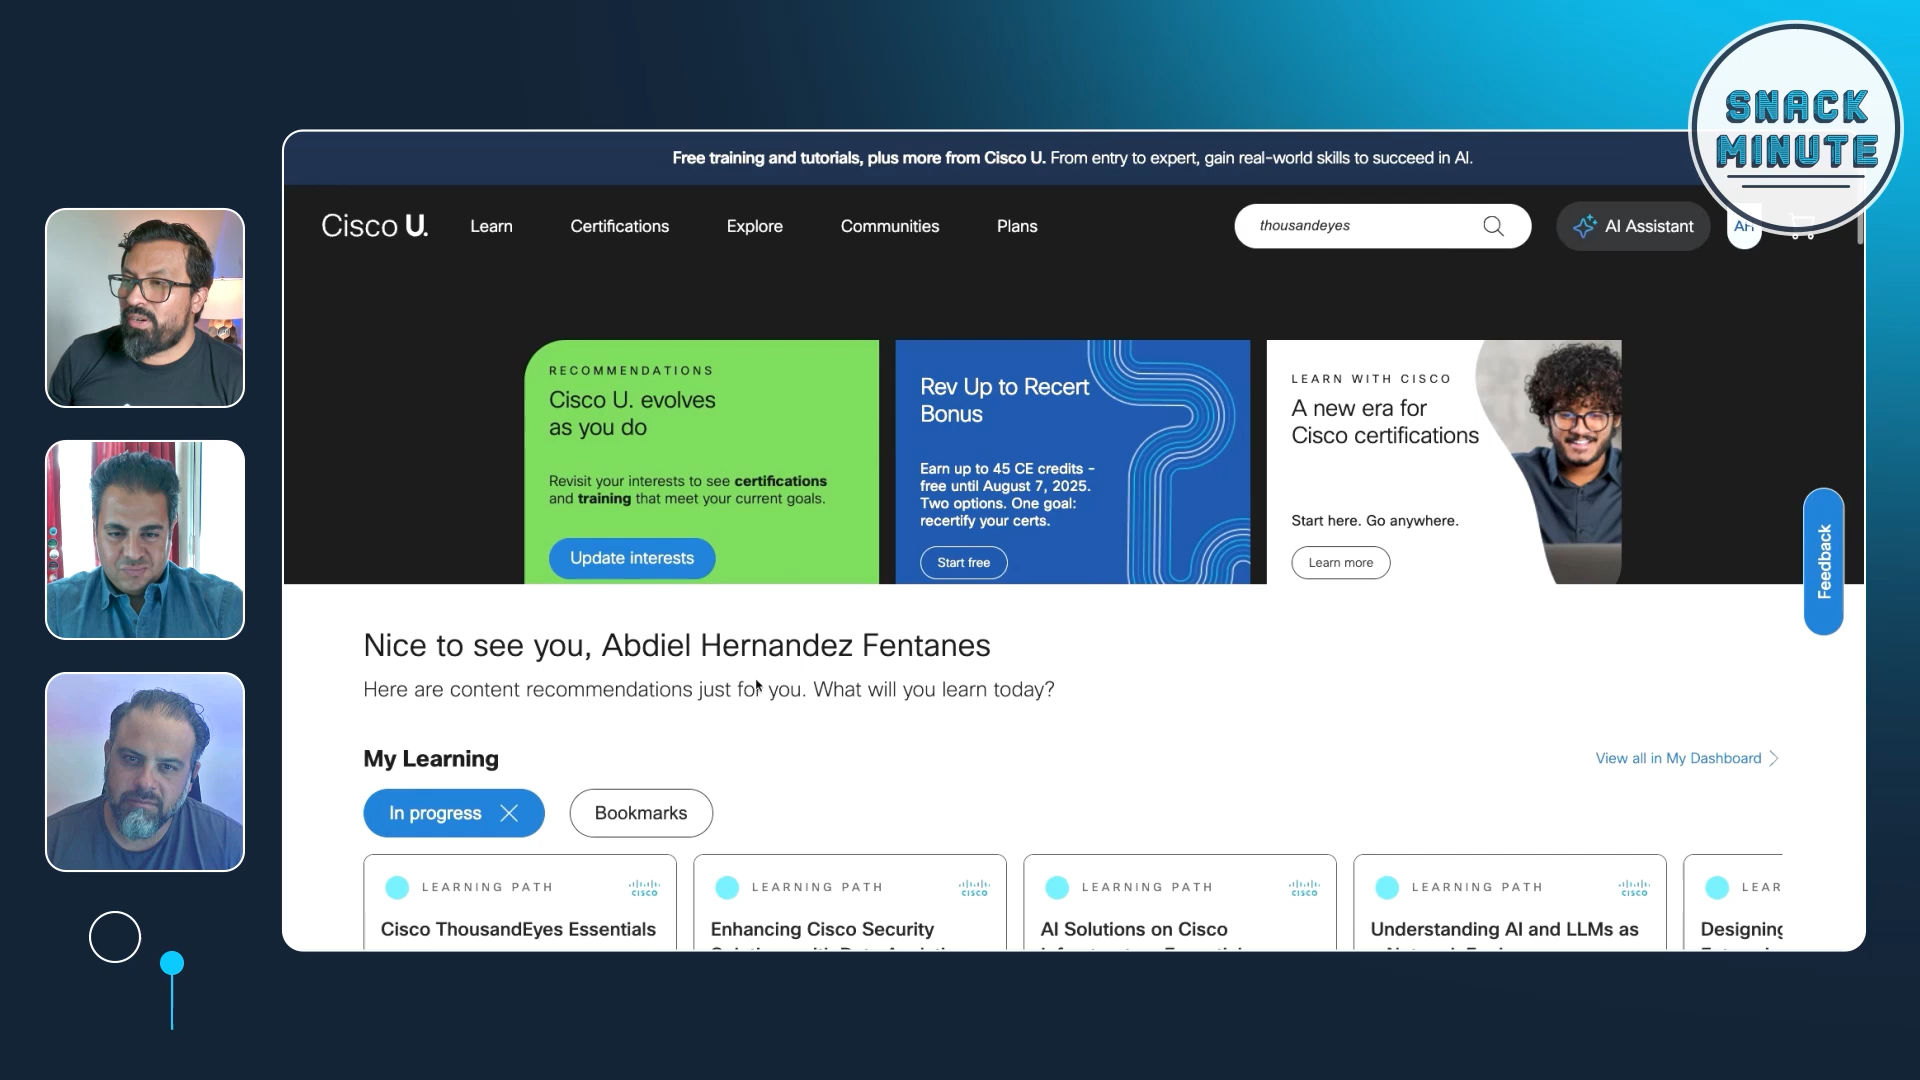 SNACK
MINUTE
Free training and tutorials, plus more from Cisco U. From entry to expert, gain real-world skills to succeed in AI.
Cisco U.
Learn
Certifications
Explore
Communities
Plans
thousandeyes
AI Assistant
AH
RECOMMENDATIONS
Cisco U. evolves
as you do
Revisit your interests to see certifications
and training that meet your current goals.
Update interests
Rev Up to Recert
Bonus
Earn up to 45 CE credits -
free until August 7, 2025.
Two options. One goal:
recertify your certs.
Start free
LEARN WITH CISCO
A new era for
Cisco certifications
Start here. Go anywhere.
Learn more
Feedback
Nice to see you, Abdiel Hernandez Fentanes
Here are content recommendations just for you. What will you learn today?
My Learning
View all in My Dashboard
In progress
Bookmarks
LEARNING PATH
CISCO
Cisco ThousandEyes Essentials
LEARNING PATH
CISCO
Enhancing Cisco Security
LEARNING PATH
CISCO
AI Solutions on Cisco
LEARNING PATH
CISCO
Understanding AI and LLMs as
LEAR
Designing